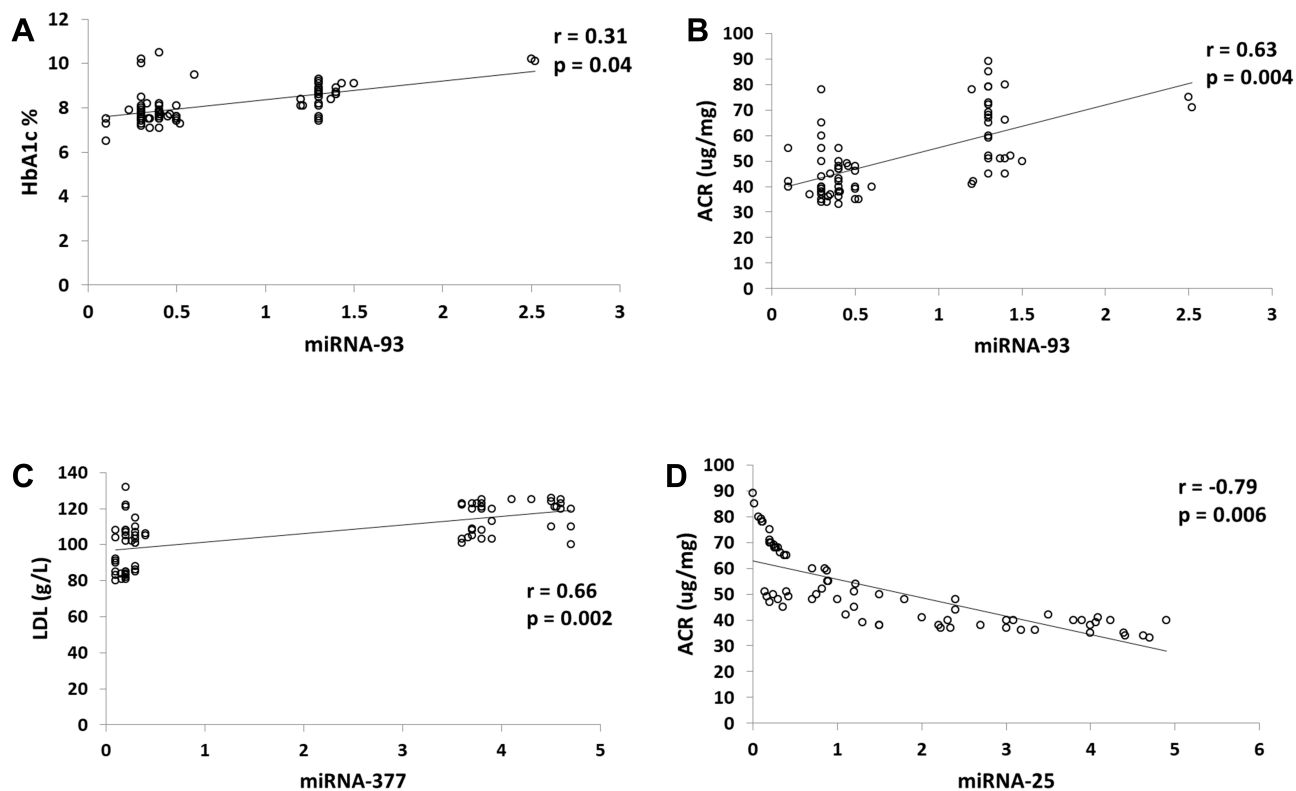 A
HbA1c %
12
10
8
6
4
2
0
0 0.5 1 1.5 2 2.5 3
miRNA-93
r = 0.31
p = 0.04
B
ACR (ug/mg)
100
90
80
70
60
50
40
30
20
10
0
0 0.5 1 1.5 2 2.5 3
miRNA-93
r = 0.63
p = 0.004
C
LDL (g/L)
140
120
100
80
60
40
20
0
0 1 2 3 4 5
miRNA-377
r = 0.66
p = 0.002
D
ACR (ug/mg)
100
90
80
70
60
50
40
30
20
10
0
0 1 2 3 4 5 6
miRNA-25
r = -0.79
p = 0.006